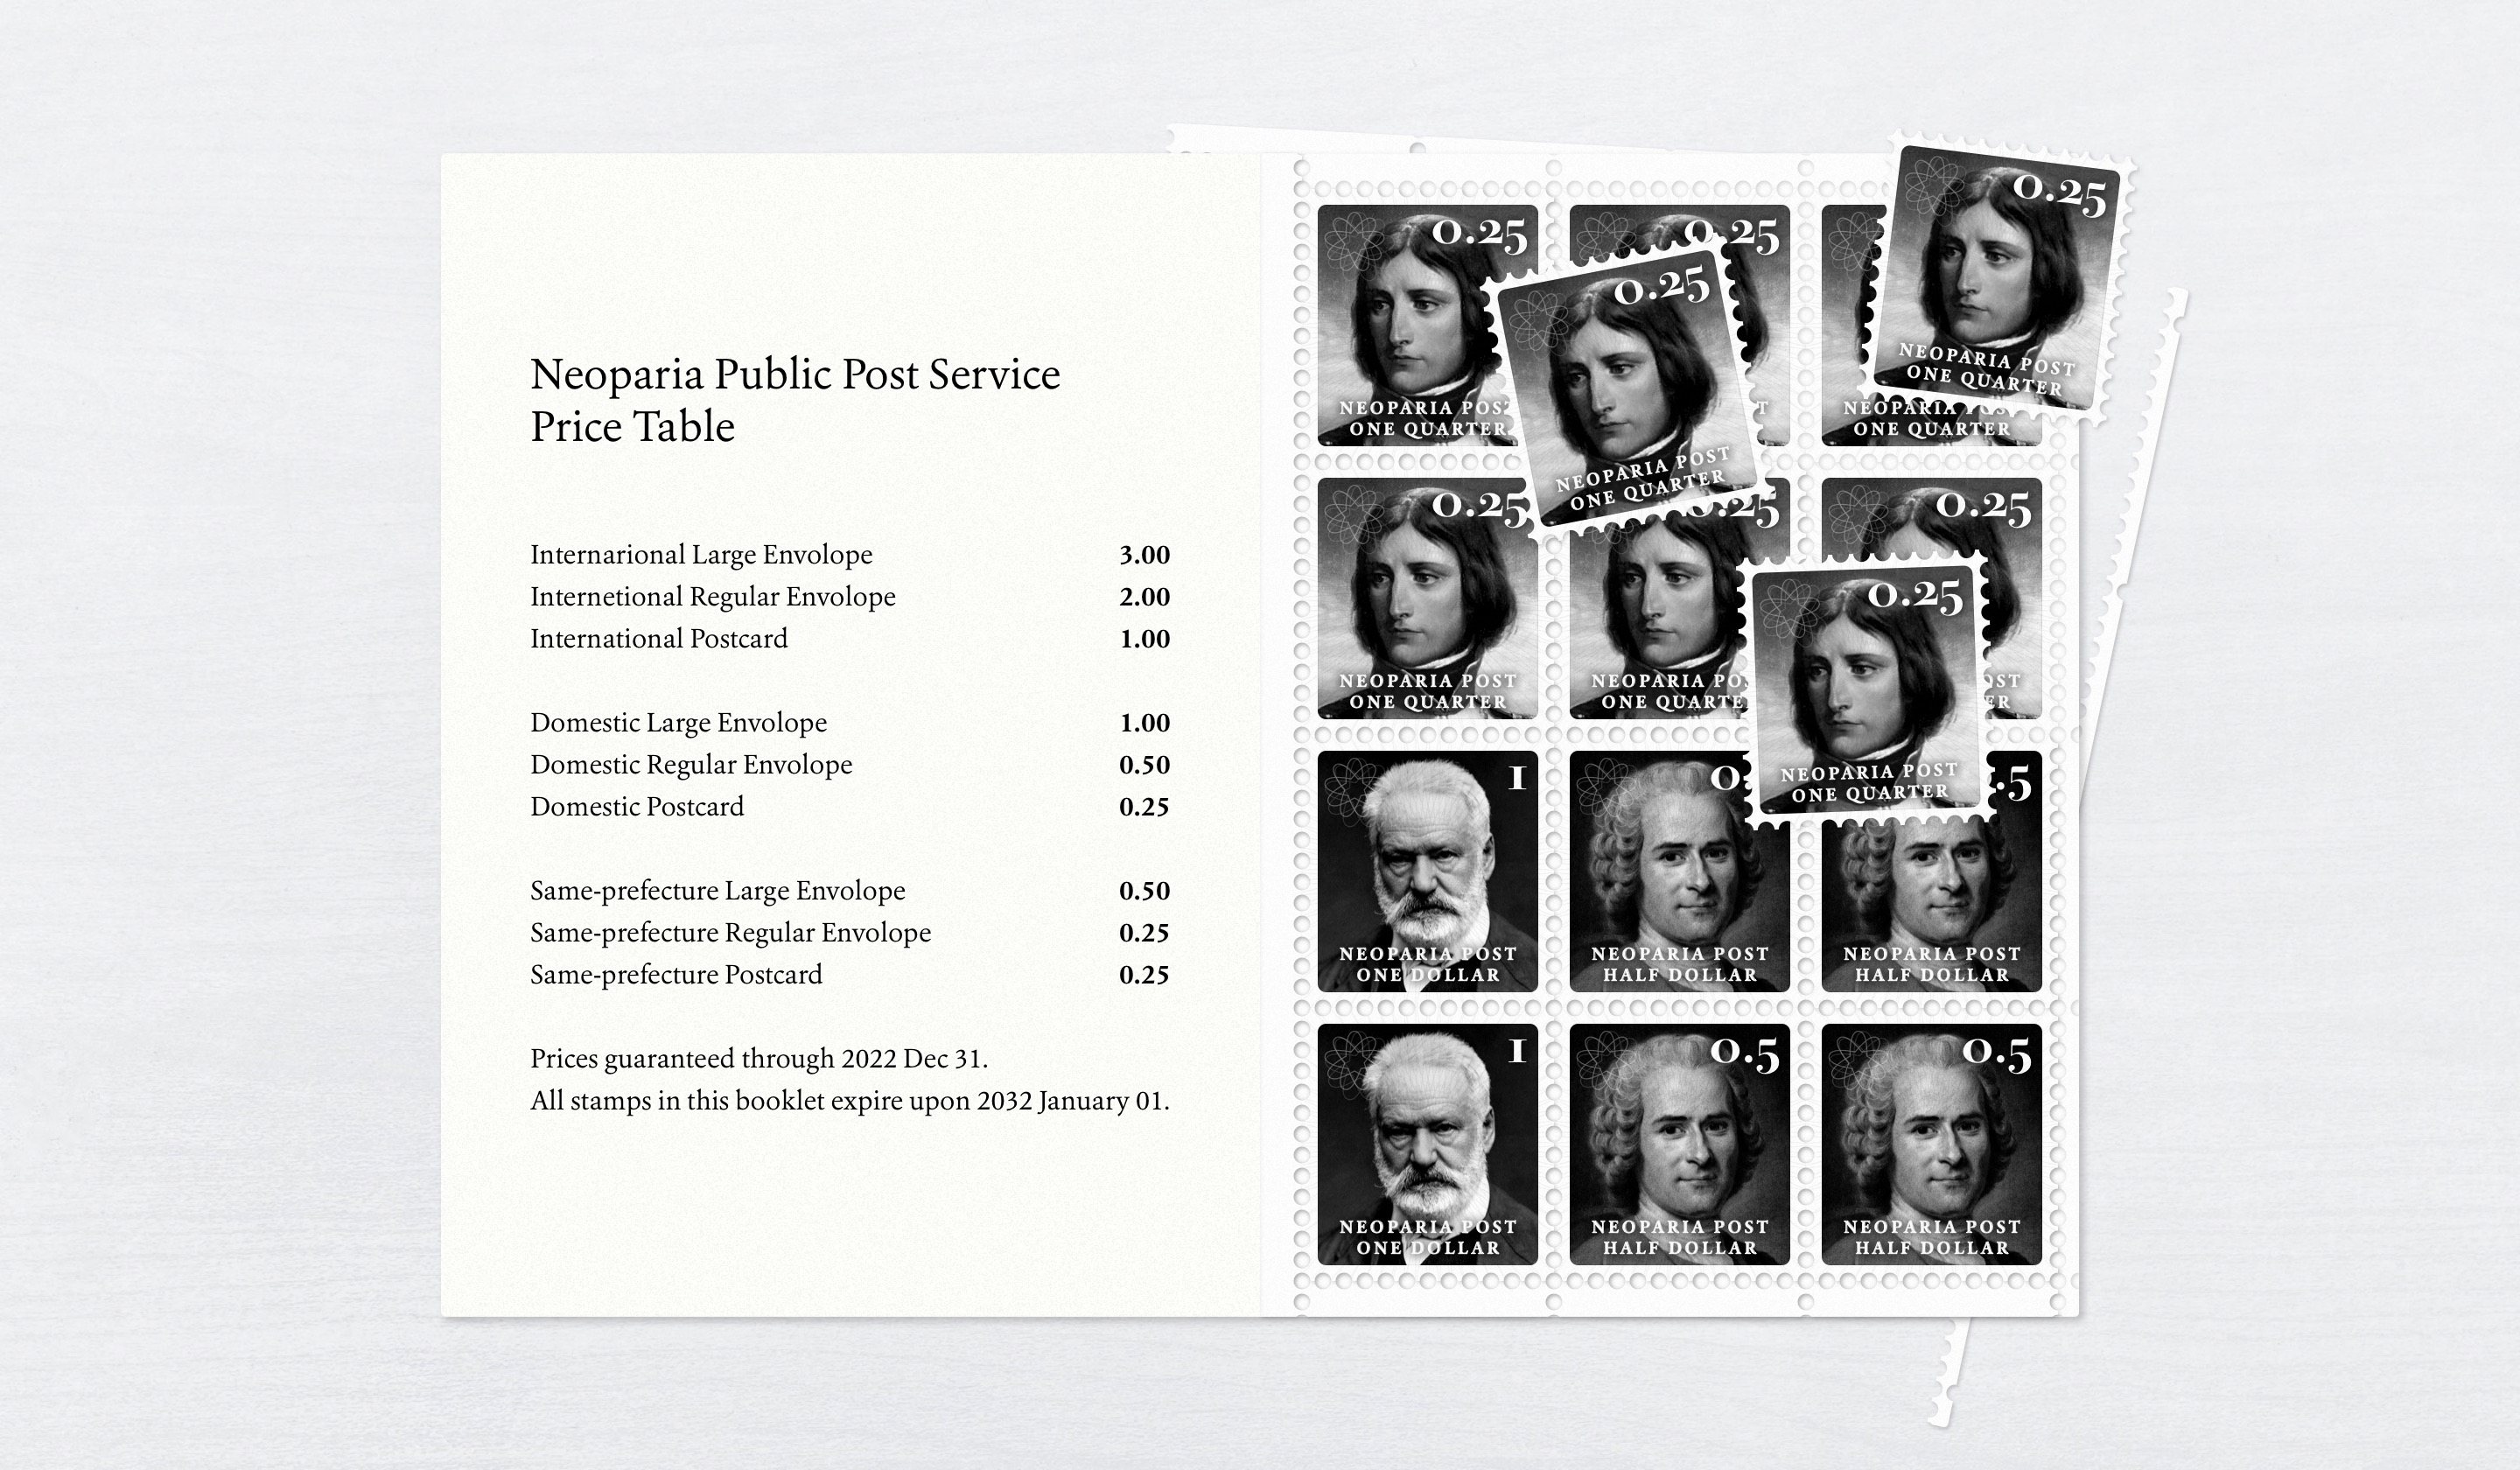 Neoparia Public Post Service
Price Table
Internarional Large Envolope 3.00
Internetional Regular Envolope 2.00
International Postcard 1.00
Domestic Large Envolope 1.00
Domestic Regular Envolope 0.50
Domestic Postcard 0.25
Same-prefecture Large Envolope 0.50
Same-prefecture Regular Envolope 0.25
Same-prefecture Postcard 0.25
Prices guaranteed through 2022 Dec 31.
All stamps in this booklet expire upon 2032 January 01.
0.25
NEOPARIA POST
ONE QUARTER
0.25
0.25
NEOPARIA POST
ONE QUARTER
NEOPARIA
ONE QUARTER
0.25
NEOPARIA POST
ONE QUARTER
0.25
NEOPARIA POST
ONE QUARTER
0.25
NEOPARIA
ONE
0.25
0.25
NEOPARIA POST
ONE QUARTER
1
NEOPARIA POST
ONE DOLLAR
NEOPARIA POST
HALF DOLLAR
.5
NEOPARIA POST
HALF DOLLAR
1
NEOPARIA POST
ONE DOLLAR
0.5
NEOPARIA POST
HALF DOLLAR
0.5
NEOPARIA POST
HALF DOLLAR